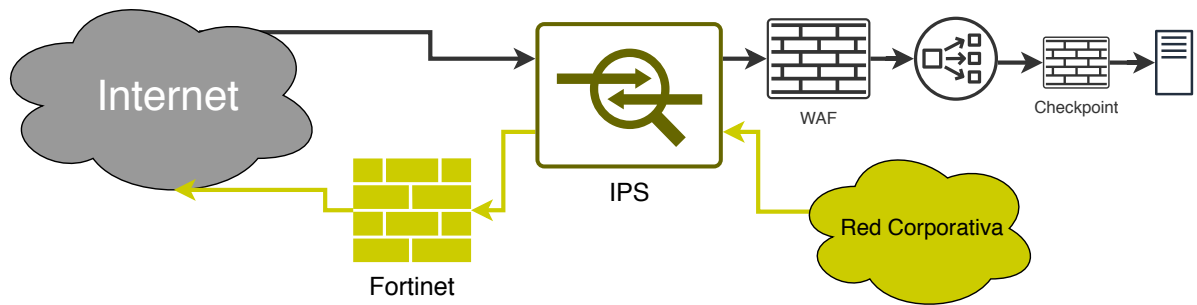 Internet
WAF
Checkpoint
IPS
Red Corporativa
Fortinet